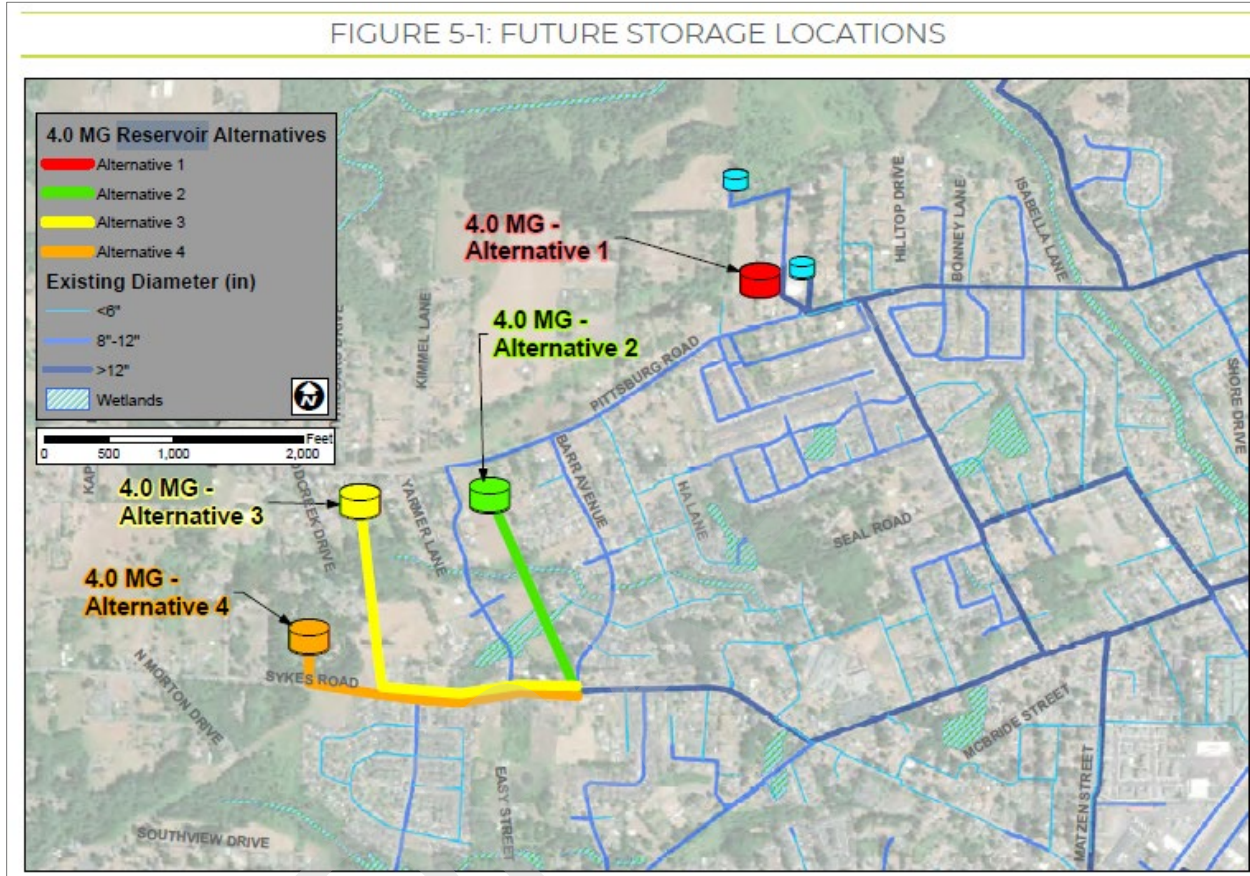 FIGURE 5-1: FUTURE STORAGE LOCATIONS
4.0 MG Reservoir Alternatives
Alternative 1
Alternative 2
Alternative 3
Alternative 4
Existing Diameter (in)
<6"
8"-12"
>12"
Wetlands
N
Feet
0 500 1,000 2,000
4.0 MG -
Alternative 1
4.0 MG -
Alternative 2
4.0 MG -
Alternative 3
4.0 MG -
Alternative 4
HILLTOP DRIVE
BONNEY LANE
ISABELLA LANE
KIMMEL LANE
PITTSBURG ROAD
SHORE DRIVE
BARR AVENUE
YARMER LANE
SEAL ROAD
SYKES ROAD
N MORTON DRIVE
MCBRIDE STREET
EASY STREET
MATZEN STREET
SOUTHVIEW DRIVE